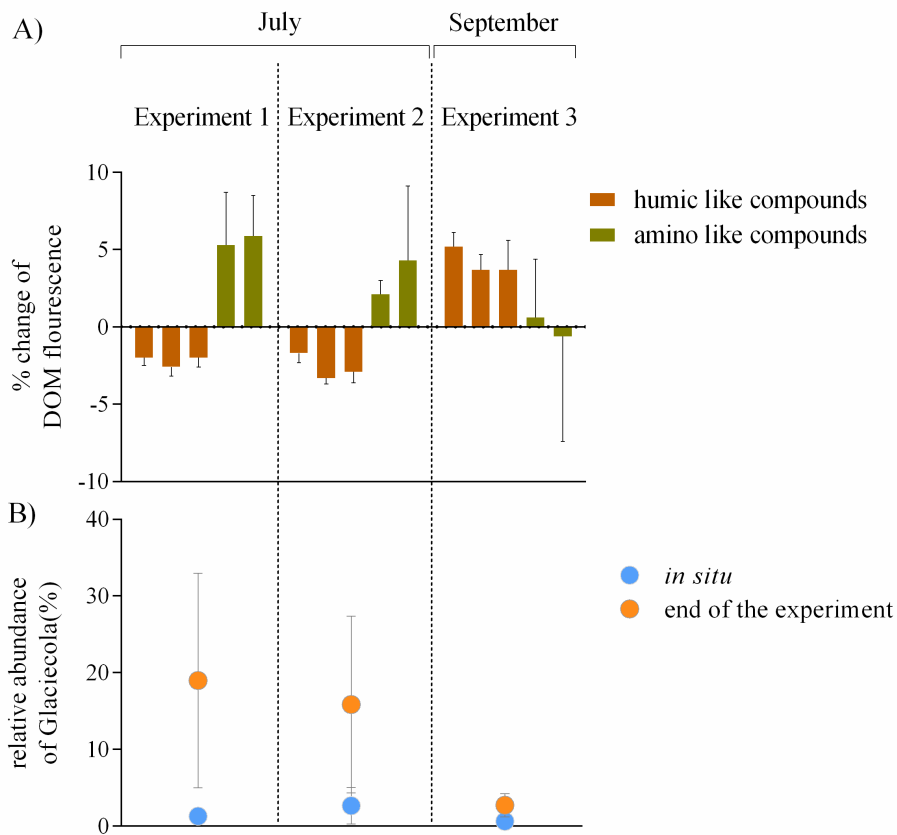 A)
July
September
Experiment 1
Experiment 2
Experiment 3
10
5
0
-5
-10
% change of
DOM flourescence
humic like compounds
amino like compounds
B)
40
30
20
10
0
relative abundance
of Glaciecola(%)
in situ
end of the experiment